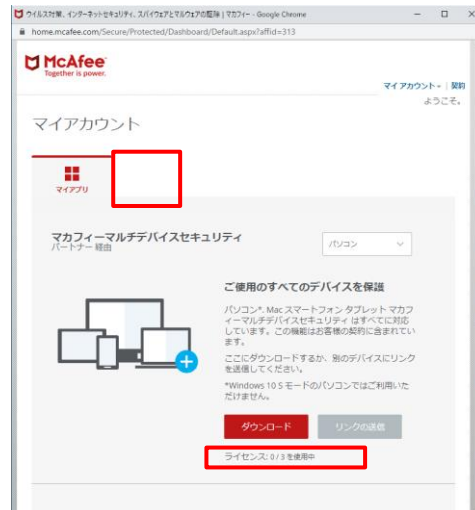 ウイルス対策、インターネットセキュリティ、スパイウェアとマルウェアの駆除 | マカフィー - Google Chrome
home.mcafee.com/Secure/Protected/Dashboard/Default.aspx?affid=313
McAfee
Together is power.
マイ アカウント
契約
ようこそ。
マイアカウント
マイアプリ
マカフィーマルチデバイスセキュリティ
パートナー 経由
パソコン
ご使用のすべてのデバイスを保護
パソコン*. Mac スマートフォン タブレット マカフ
ィーマルチデバイスセキュリティ はすべてに対応
しています。この機能はお客様の契約に含まれてい
ます。
ここにダウンロードするか、別のデバイスにリンク
を送信してください。
*Windows 10 S モードのパソコンではご利用いた
だけません。
ダウンロード
リンクの送信
ライセンス: 0 / 3 を使用中